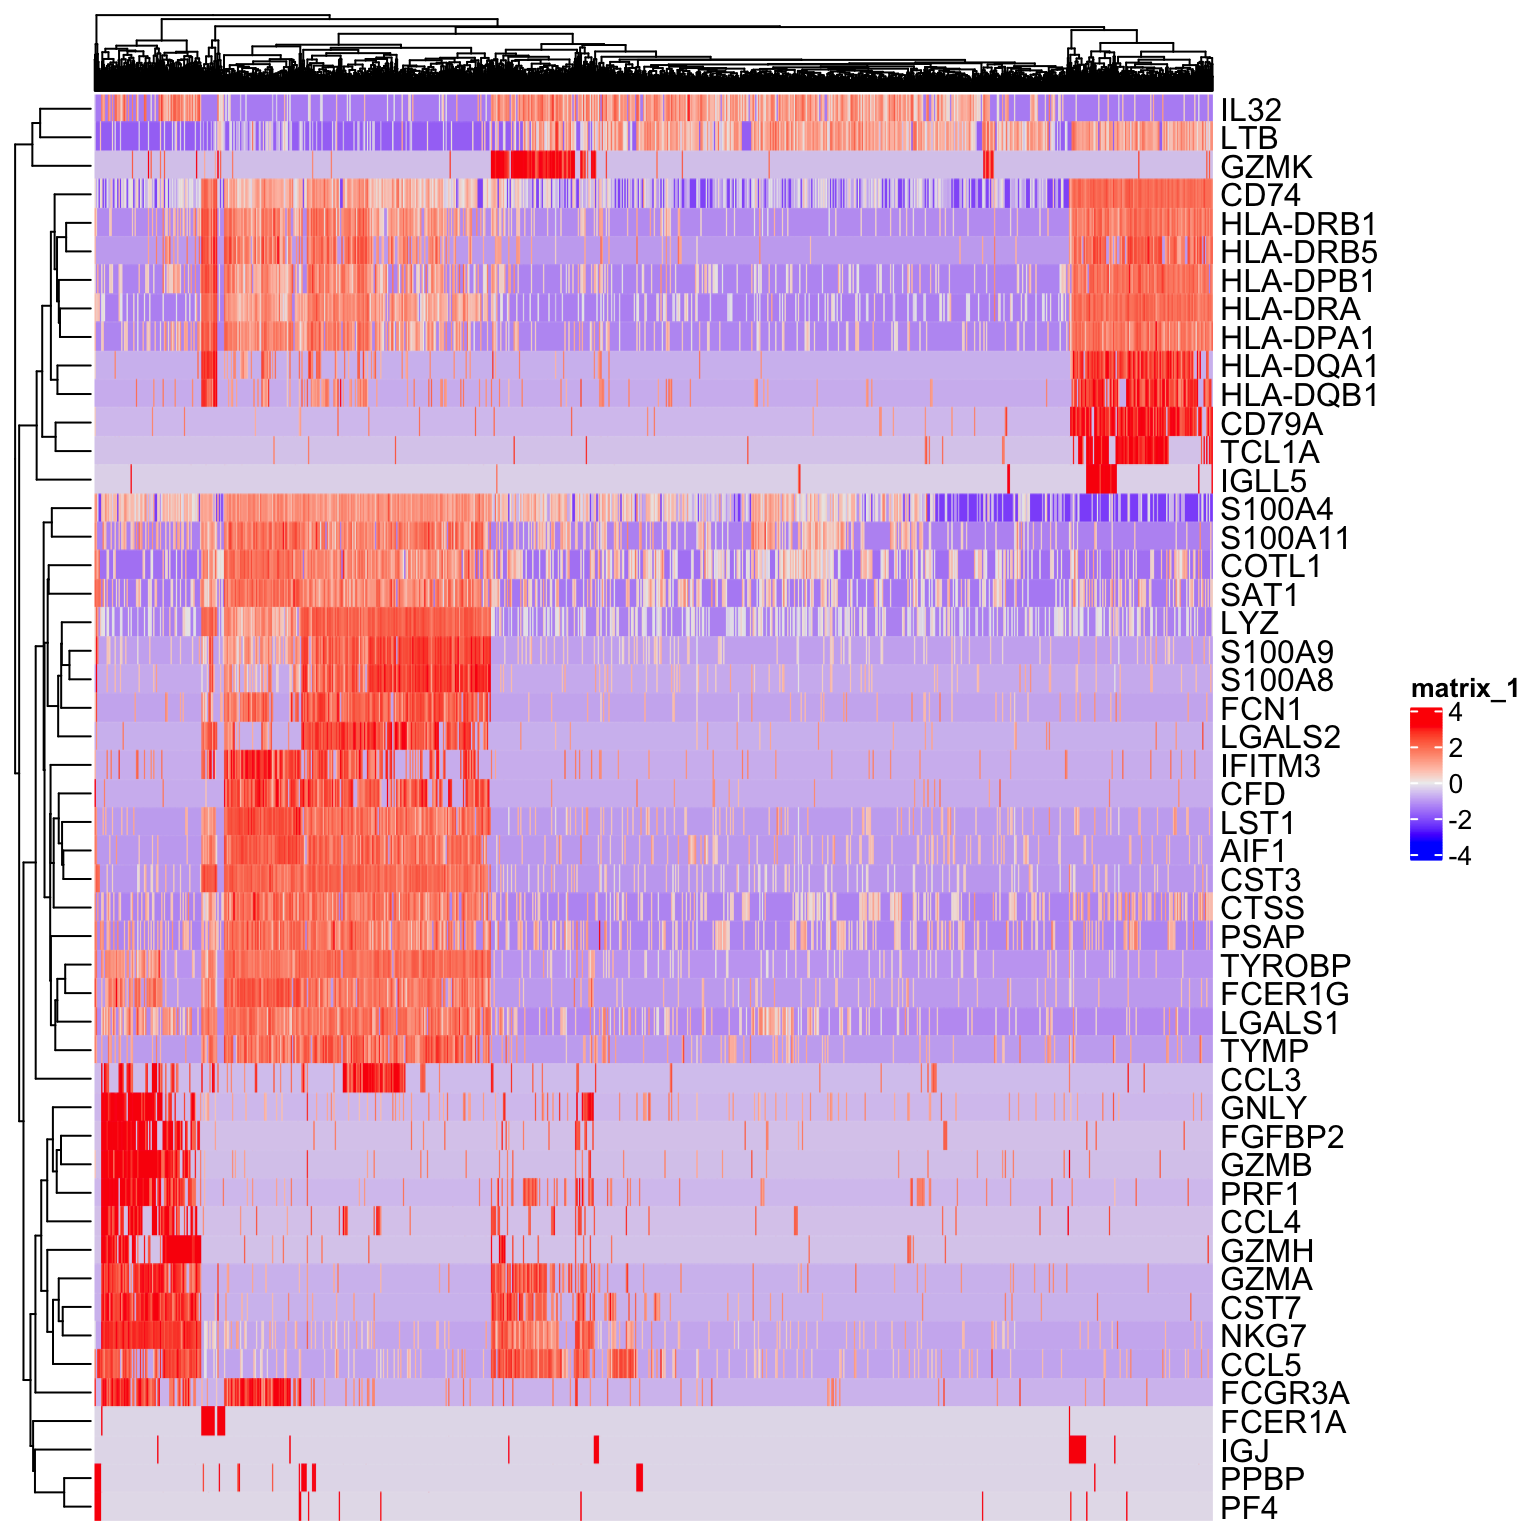 IL32
LTB
GZMK
CD74
HLA-DRB1
HLA-DRB5
HLA-DPB1
HLA-DRA
HLA-DPA1
HLA-DQA1
HLA-DQB1
CD79A
TCL1A
IGLL5
S100A4
S100A11
COTL1
SAT1
LYZ
S100A9
S100A8
FCN1
LGALS2
IFITM3
CFD
LST1
AIF1
CST3
CTSS
PSAP
TYROBP
FCER1G
LGALS1
TYMP
CCL3
GNLY
FGFBP2
GZMB
PRF1
CCL4
GZMH
GZMA
CST7
NKG7
CCL5
FCGR3A
FCER1A
IGJ
PPBP
PF4
matrix_1
4
2
0
-2
-4